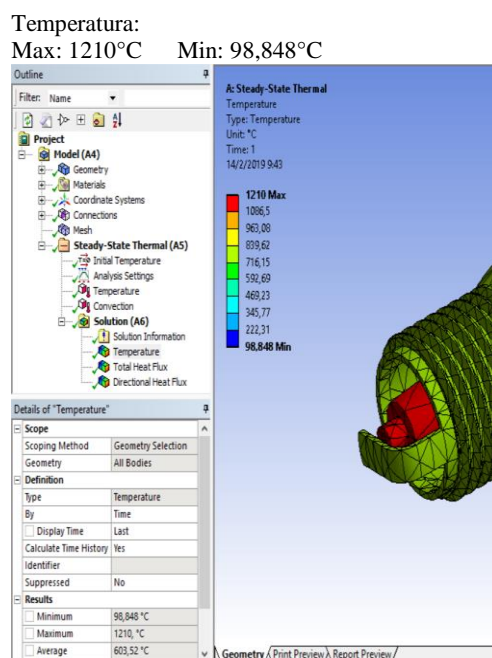 Temperatura:
Max: 1210°C Min: 98,848°C
Outline
Filter: Name
Project
Model (A4)
Geometry
Materials
Coordinate Systems
Connections
Mesh
Steady-State Thermal (A5)
Initial Temperature
Analysis Settings
Temperature
Convection
Solution (A6)
Solution Information
Temperature
Total Heat Flux
Directional Heat Flux
Details of "Temperature"
Scope
Scoping Method Geometry Selection
Geometry All Bodies
Definition
Type Temperature
By Time
Display Time Last
Calculate Time History Yes
Identifier
Suppressed No
Results
Minimum 98,848 °C
Maximum 1210, °C
Average 603,52 °C
A: Steady-State Thermal
Temperature
Type: Temperature
Unit: °C
Time: 1
14/2/2019 9:43
1210 Max
1086,5
963,08
839,62
716,15
592,69
469,23
345,77
222,31
98,848 Min
Geometry Print Preview Report Preview